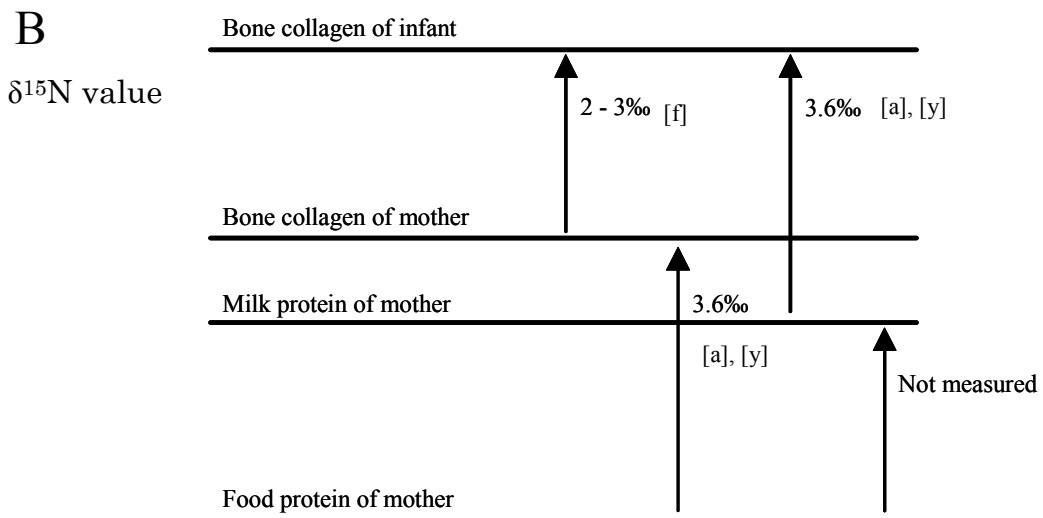 B
δ¹⁵N value
Bone collagen of infant
2 - 3‰ [f]
3.6‰ [a], [y]
Bone collagen of mother
Milk protein of mother
3.6‰
[a], [y]
Not measured
Food protein of mother